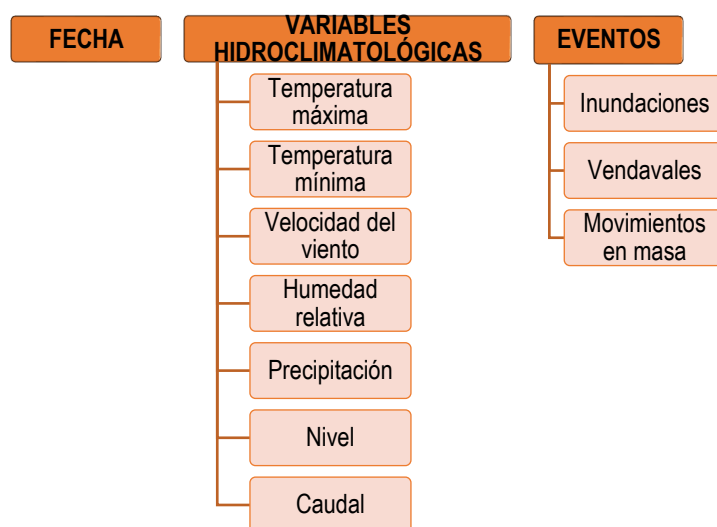 FECHA
VARIABLES
HIDROCLIMATOLÓGICAS
Temperatura
máxima
Temperatura
mínima
Velocidad del
viento
Humedad
relativa
Precipitación
Nivel
Caudal
EVENTOS
Inundaciones
Vendavales
Movimientos
en masa